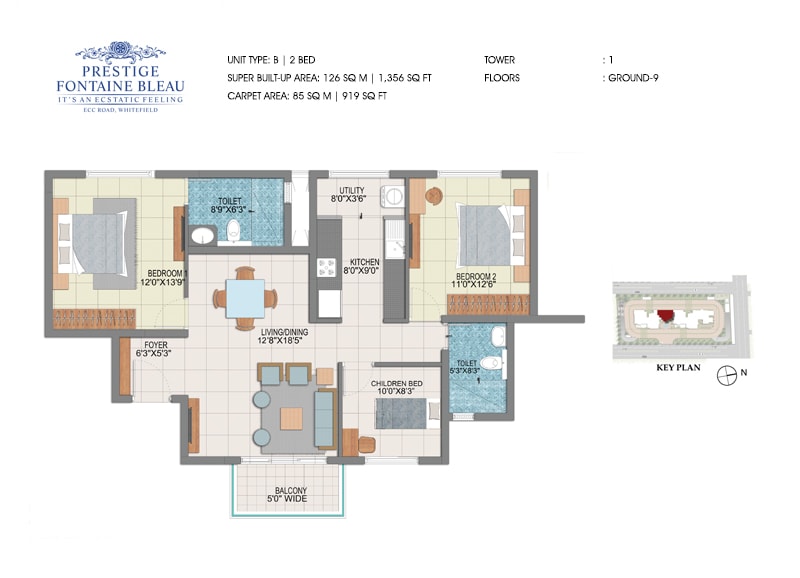 PRESTIGE
FONTAINE BLEAU
IT'S AN ECSTATIC FEELING
ECC ROAD, WHITEFIELD
UNIT TYPE: B | 2 BED
SUPER BUILT-UP AREA: 126 SQ M | 1,356 SQ FT
CARPET AREA: 85 SQ M | 919 SQ FT
TOWER : 1
FLOORS : GROUND-9
TOILET
8'9"X6'3"
UTILITY
8'0"X3'6"
KITCHEN
8'0"X9'0"
BEDROOM 1
12'0"X13'9"
BEDROOM 2
11'0"X12'6"
LIVING/DINING
12'8"X18'5"
FOYER
6'3"X5'3"
TOILET
5'3"X8'3"
CHILDREN BED
10'0"X8'3"
BALCONY
5'0" WIDE
KEY PLAN
N